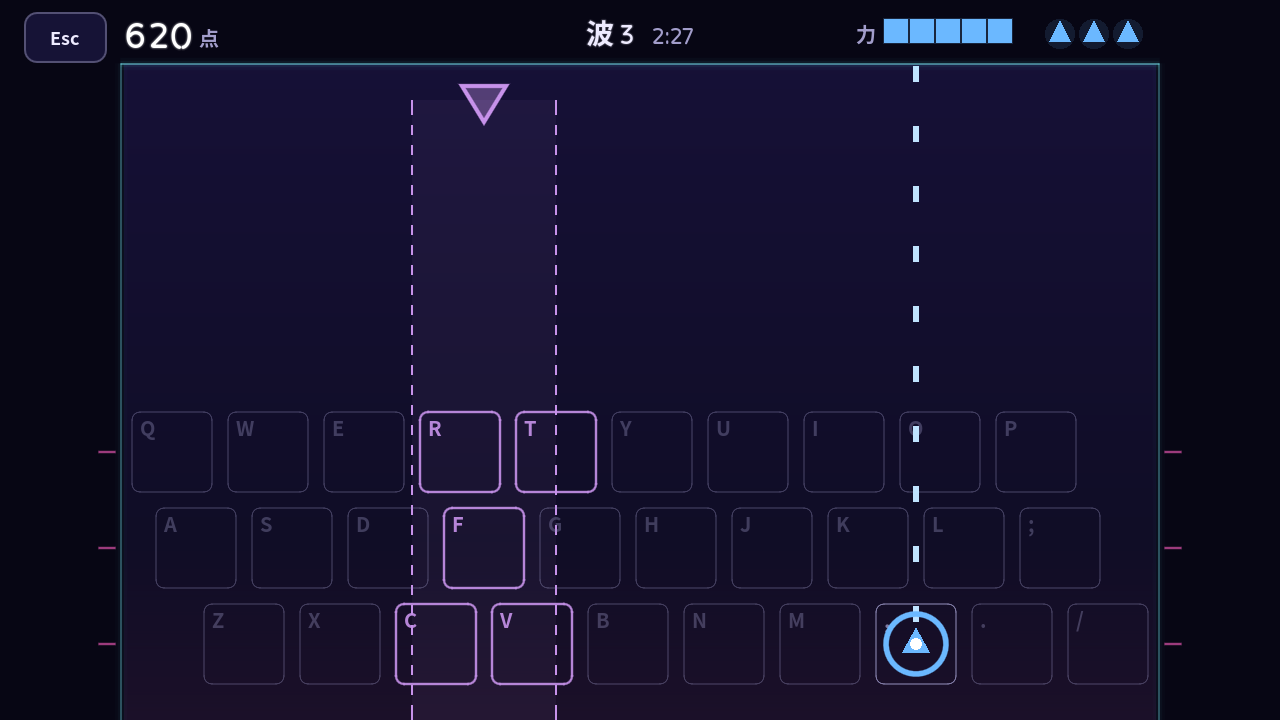 Esc 620 点 波 3 2:27 力
Q W E R T Y U I O P
A S D F G H J K L ;
Z X C V B N M , . /